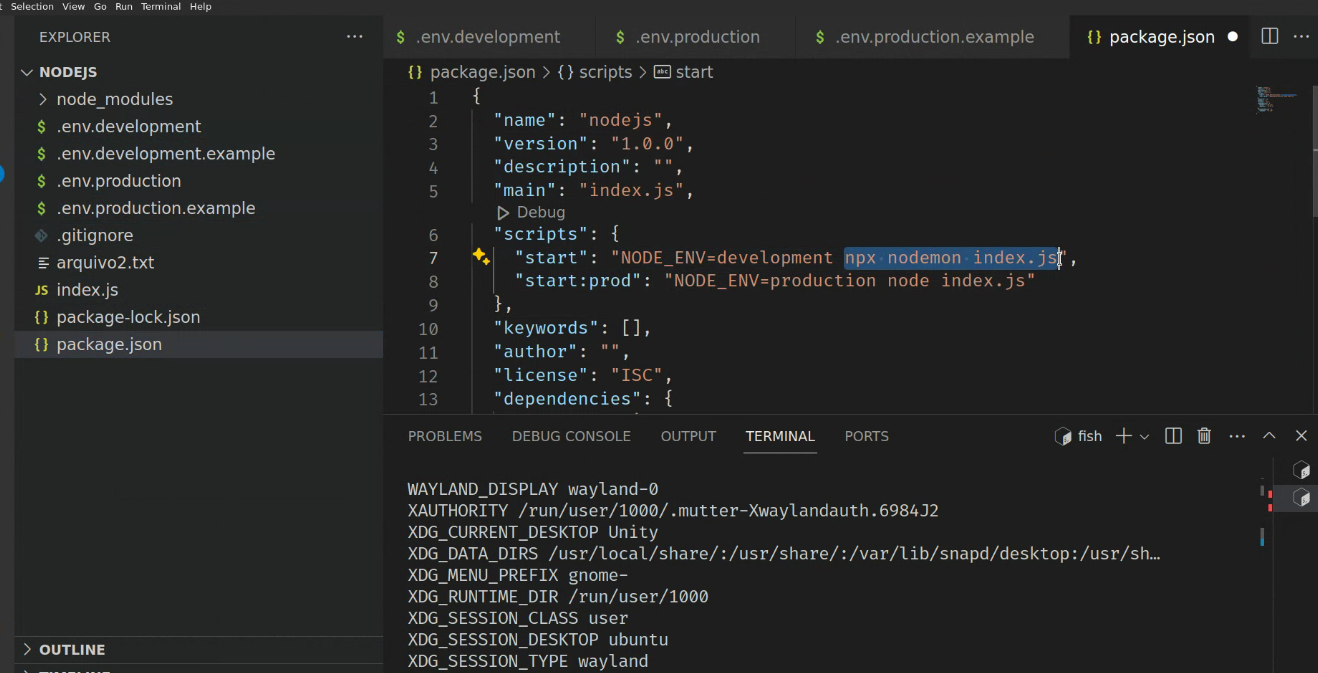 Selection View Go Run Terminal Help
EXPLORER ···
NODEJS
node_modules
$ .env.development
$ .env.development.example
$ .env.production
$ .env.production.example
.gitignore
arquivo2.txt
JS index.js
{} package-lock.json
{} package.json
OUTLINE
$ .env.development
$ .env.production
$ .env.production.example
{} package.json ●
{} package.json > {} scripts > abc start
1 {
2 "name": "nodejs",
3 "version": "1.0.0",
4 "description": "",
5 "main": "index.js",
Debug
6 "scripts": {
7 "start": "NODE_ENV=development npx nodemon index.js",
8 "start:prod": "NODE_ENV=production node index.js"
9 },
10 "keywords": [],
11 "author": "",
12 "license": "ISC",
13 "dependencies": {
PROBLEMS DEBUG CONSOLE OUTPUT TERMINAL PORTS
fish
WAYLAND_DISPLAY wayland-0
XAUTHORITY /run/user/1000/.mutter-Xwaylandauth.6984J2
XDG_CURRENT_DESKTOP Unity
XDG_DATA_DIRS /usr/local/share/:/usr/share/:/var/lib/snapd/desktop:/usr/sh…
XDG_MENU_PREFIX gnome-
XDG_RUNTIME_DIR /run/user/1000
XDG_SESSION_CLASS user
XDG_SESSION_DESKTOP ubuntu
XDG_SESSION_TYPE wayland